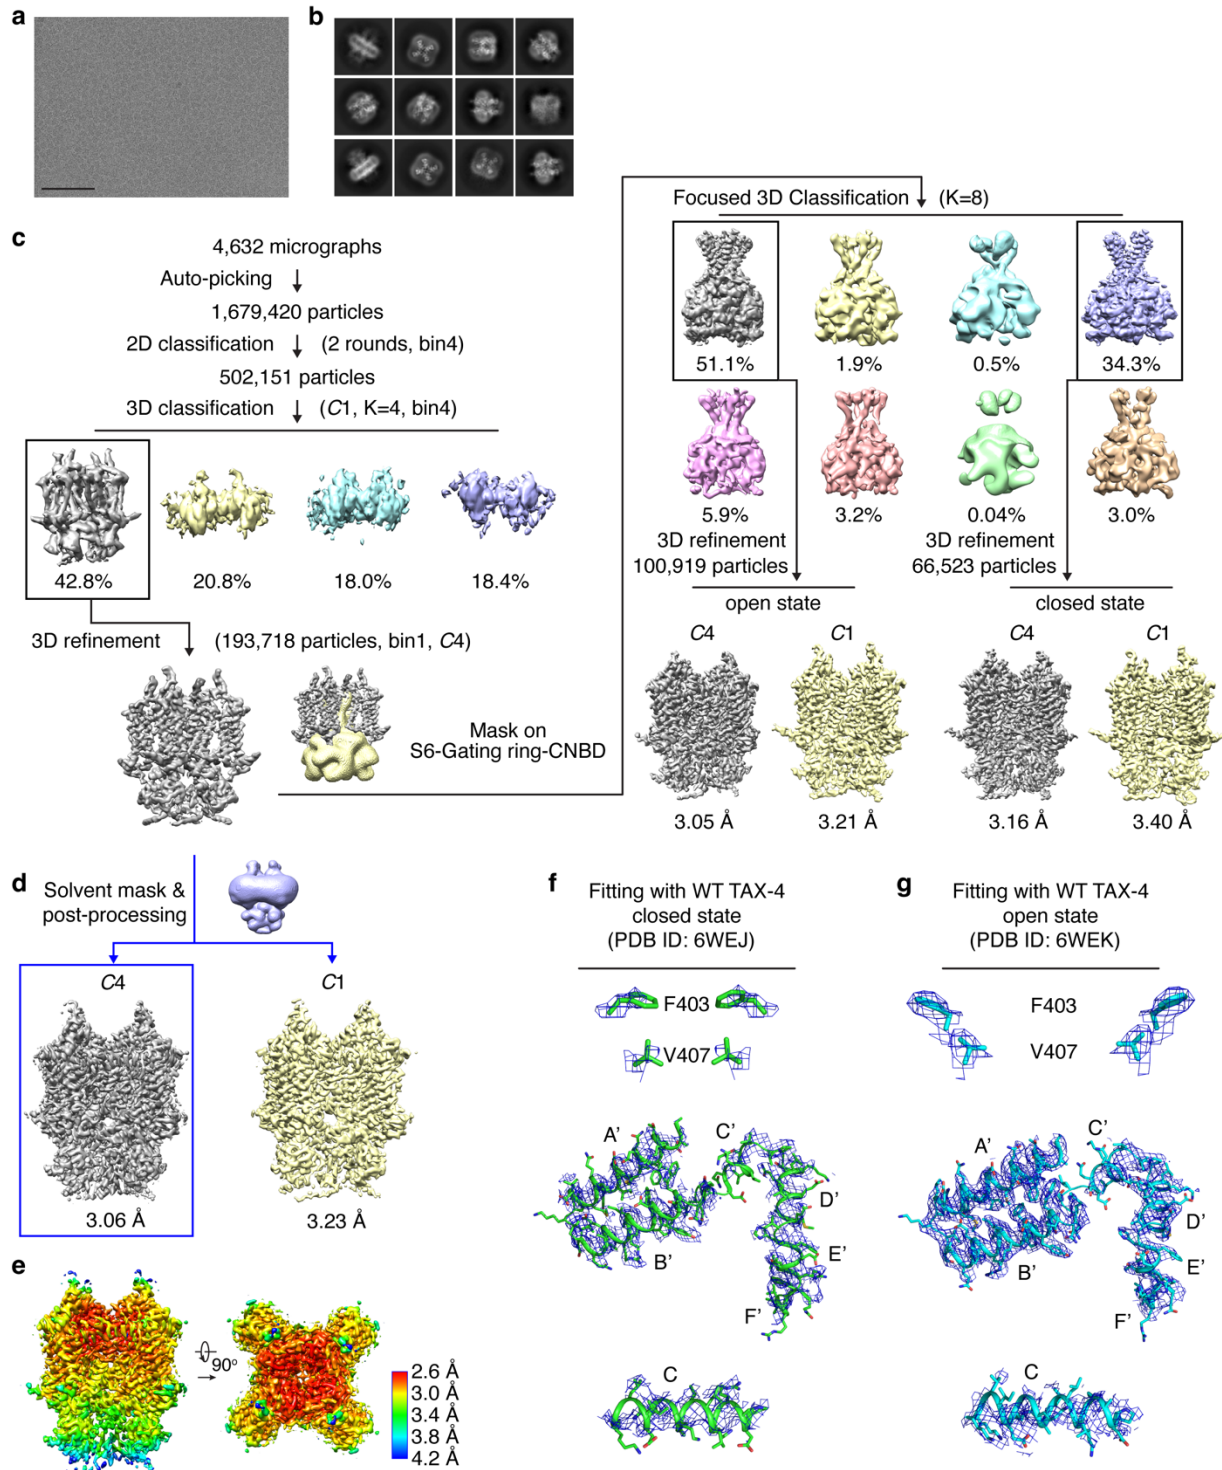 a
b
c
4,632 micrographs
Auto-picking
1,679,420 particles
2D classification (2 rounds, bin4)
502,151 particles
3D classification (C1, K=4, bin4)
42.8%
20.8%
18.0%
18.4%
3D refinement (193,718 particles, bin1, C4)
Mask on
S6-Gating ring-CNBD
Focused 3D Classification (K=8)
51.1%
1.9%
0.5%
34.3%
5.9%
3.2%
0.04%
3.0%
3D refinement
100,919 particles
3D refinement
66,523 particles
open state
closed state
C4
C1
C4
C1
3.05 Å
3.21 Å
3.16 Å
3.40 Å
d
Solvent mask &
post-processing
C4
C1
3.06 Å
3.23 Å
e
90º
2.6 Å
3.0 Å
3.4 Å
3.8 Å
4.2 Å
f
Fitting with WT TAX-4
closed state
(PDB ID: 6WEJ)
F403
V407
A'
C'
D'
B'
E'
F'
C
g
Fitting with WT TAX-4
open state
(PDB ID: 6WEK)
F403
V407
C'
A'
D'
B'
E'
F'
C